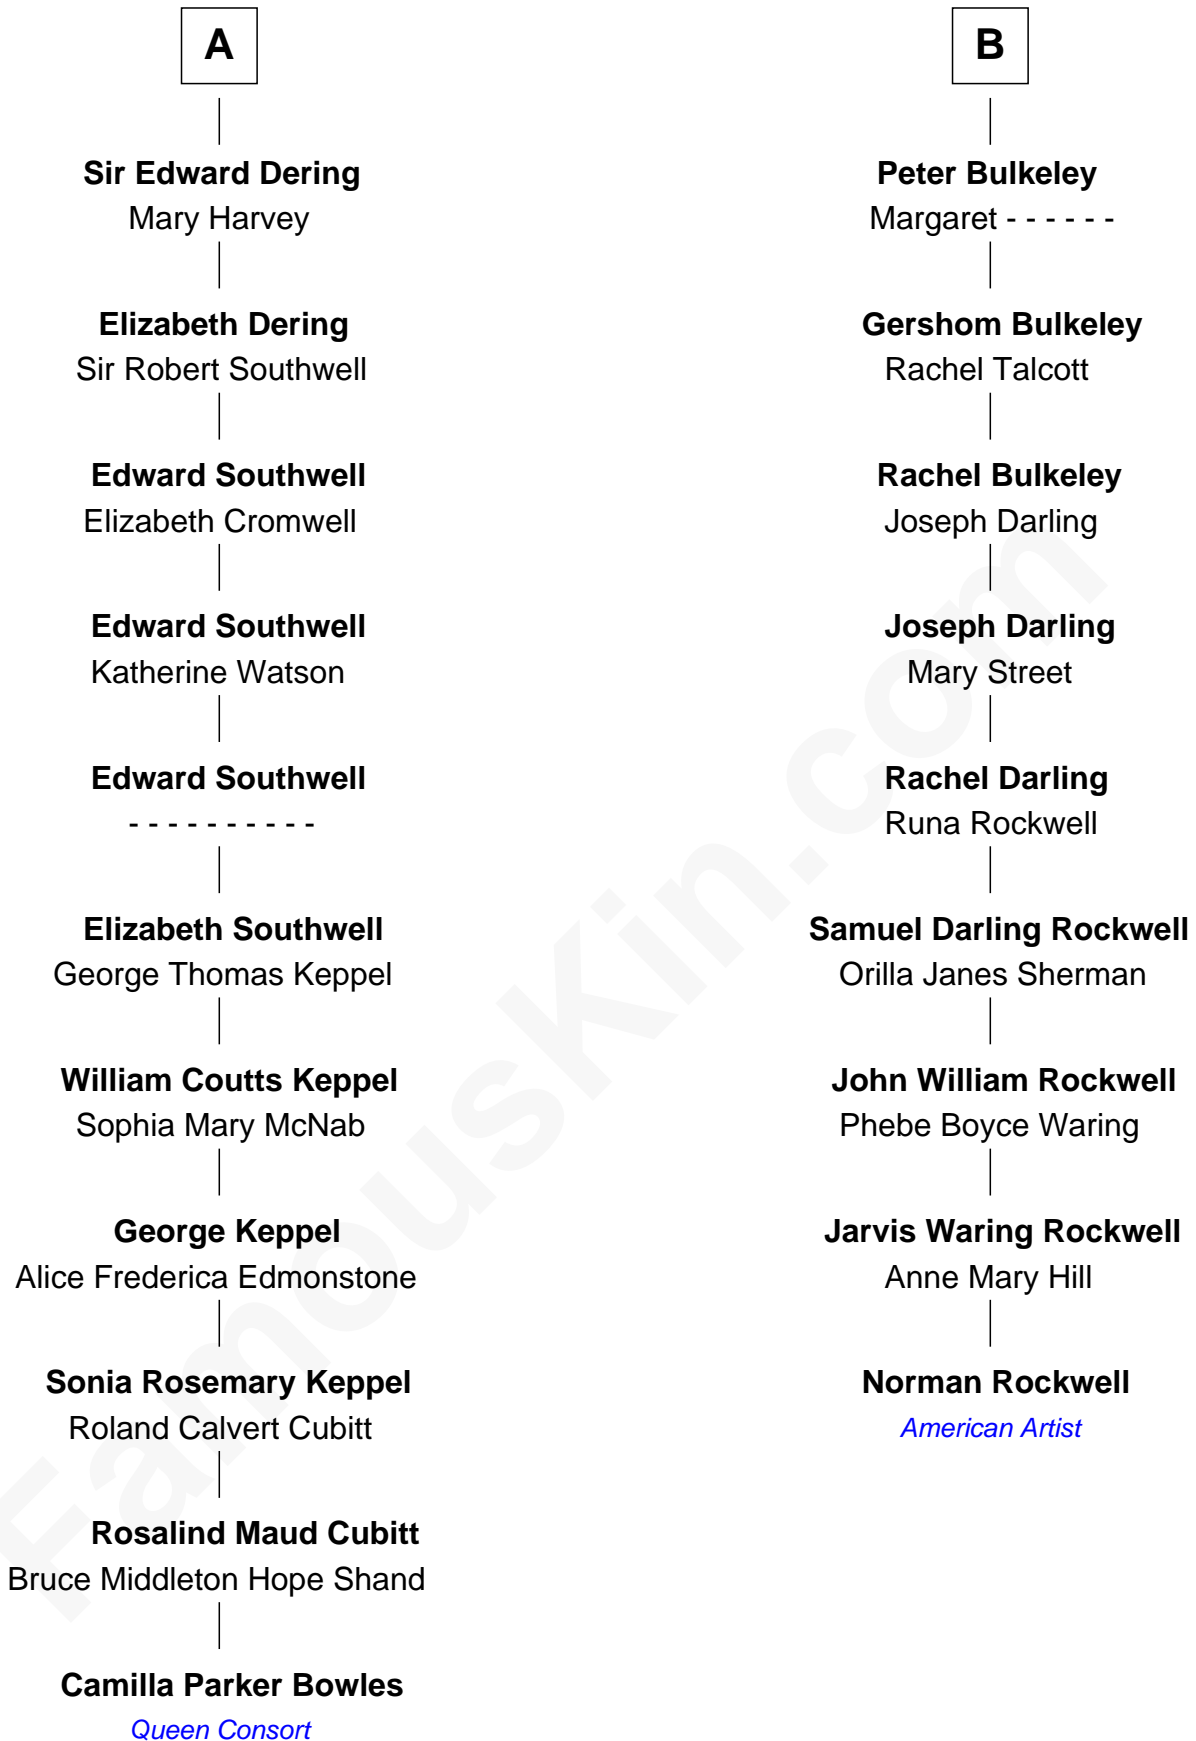 A
Sir Edward Dering
Mary Harvey
Elizabeth Dering
Sir Robert Southwell
Edward Southwell
Elizabeth Cromwell
Edward Southwell
Katherine Watson
Edward Southwell
- - - - - - - - - -
Elizabeth Southwell
George Thomas Keppel
William Coutts Keppel
Sophia Mary McNab
George Keppel
Alice Frederica Edmonstone
Sonia Rosemary Keppel
Roland Calvert Cubitt
Rosalind Maud Cubitt
Bruce Middleton Hope Shand
Camilla Parker Bowles
Queen Consort
B
Peter Bulkeley
Margaret - - - - - -
Gershom Bulkeley
Rachel Talcott
Rachel Bulkeley
Joseph Darling
Joseph Darling
Mary Street
Rachel Darling
Runa Rockwell
Samuel Darling Rockwell
Orilla Janes Sherman
John William Rockwell
Phebe Boyce Waring
Jarvis Waring Rockwell
Anne Mary Hill
Norman Rockwell
American Artist
FamousKin.com